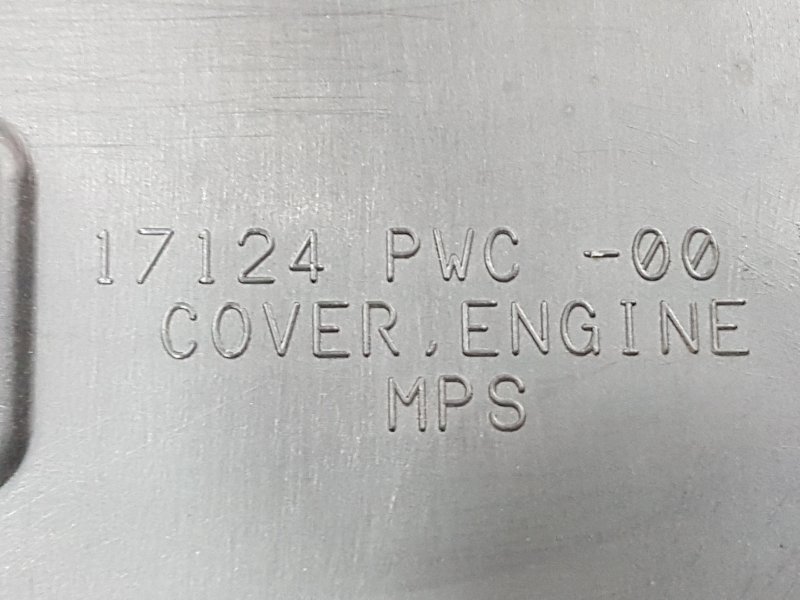 17124 PWC -00
COVER,ENGINE
MPS